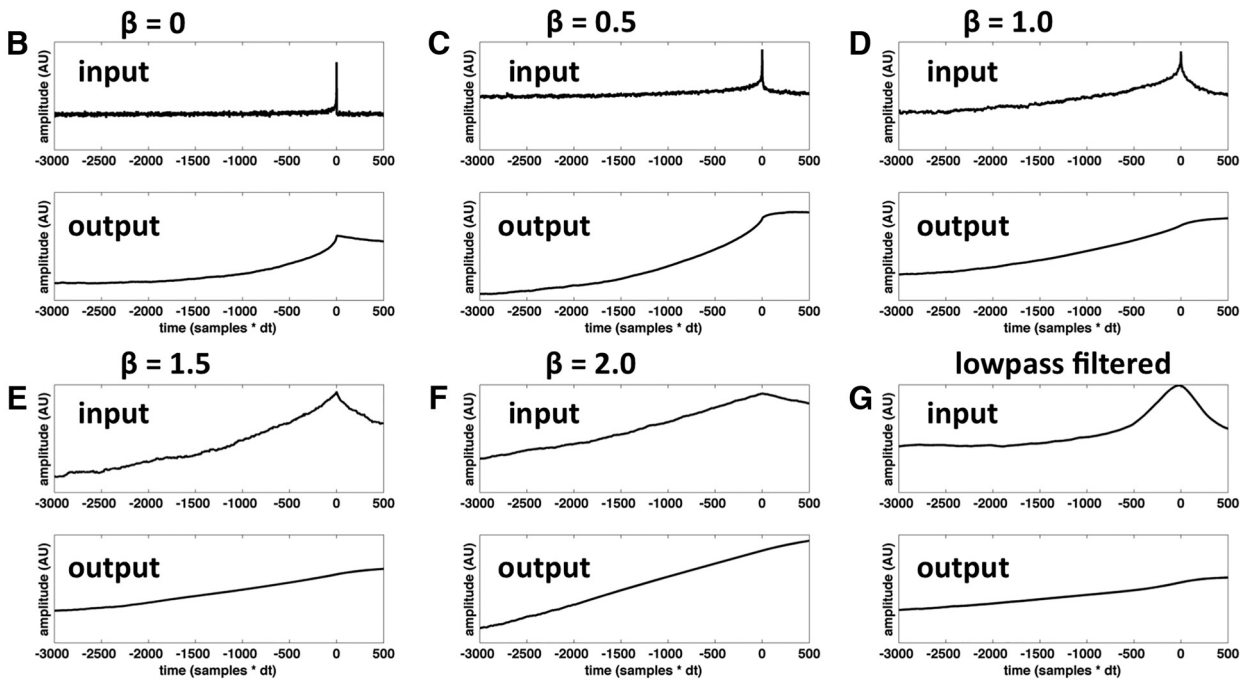 B β = 0
amplitude (AU)
input
-3000 -2500 -2000 -1500 -1000 -500 0 500
amplitude (AU)
output
-3000 -2500 -2000 -1500 -1000 -500 0 500
time (samples * dt)
C β = 0.5
amplitude (AU)
input
-3000 -2500 -2000 -1500 -1000 -500 0 500
amplitude (AU)
output
-3000 -2500 -2000 -1500 -1000 -500 0 500
time (samples * dt)
D β = 1.0
amplitude (AU)
input
-3000 -2500 -2000 -1500 -1000 -500 0 500
amplitude (AU)
output
-3000 -2500 -2000 -1500 -1000 -500 0 500
time (samples * dt)
E β = 1.5
amplitude (AU)
input
-3000 -2500 -2000 -1500 -1000 -500 0 500
amplitude (AU)
output
-3000 -2500 -2000 -1500 -1000 -500 0 500
time (samples * dt)
F β = 2.0
amplitude (AU)
input
-3000 -2500 -2000 -1500 -1000 -500 0 500
amplitude (AU)
output
-3000 -2500 -2000 -1500 -1000 -500 0 500
time (samples * dt)
G lowpass filtered
amplitude (AU)
input
-3000 -2500 -2000 -1500 -1000 -500 0 500
amplitude (AU)
output
-3000 -2500 -2000 -1500 -1000 -500 0 500
time (samples * dt)